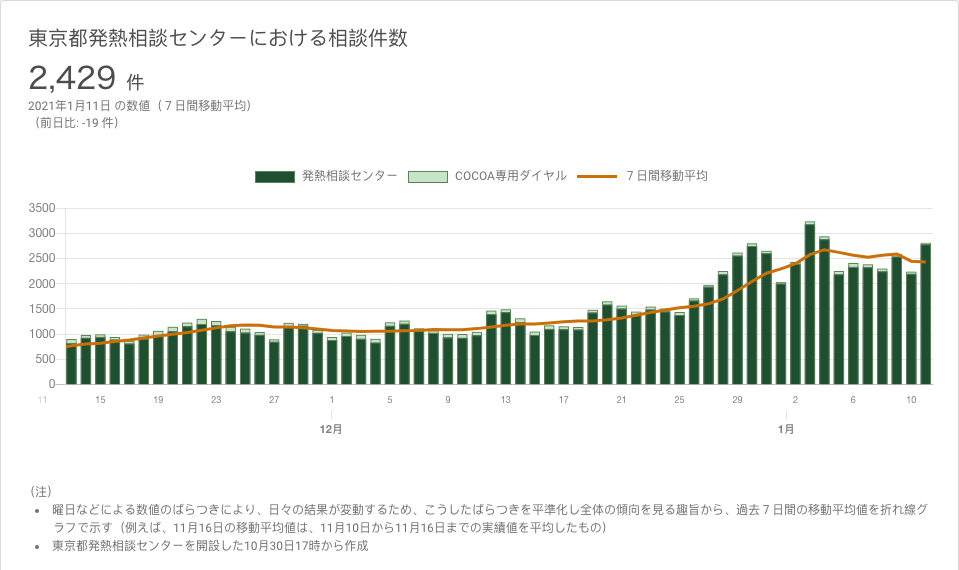 東京都発熱相談センターにおける相談件数
2,429 件
2021年1月11日 の数値（７日間移動平均）
（前日比: -19 件）
発熱相談センター COCOA専用ダイヤル ７日間移動平均
3500
3000
2500
2000
1500
1000
500
0
11 15 19 23 27 1 5 9 13 17 21 25 29 2 6 10
12月 1月
（注）
• 曜日などによる数値のばらつきにより、日々の結果が変動するため、こうしたばらつきを平準化し全体の傾向を見る趣旨から、過去７日間の移動平均値を折れ線グ
ラフで示す（例えば、11月16日の移動平均値は、11月10日から11月16日までの実績値を平均したもの）
• 東京都発熱相談センターを開設した10月30日17時から作成